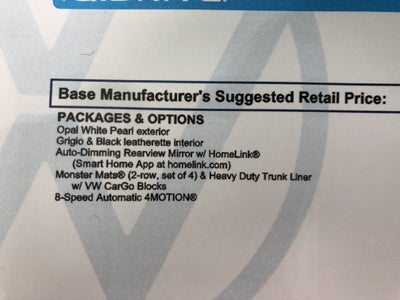 Base Manufacturer's Suggested Retail Price:
PACKAGES & OPTIONS
Opal White Pearl exterior
Grigio & Black leatherette interior
Auto-Dimming Rearview Mirror w/ HomeLink®
(Smart Home App at homelink.com)
Monster Mats® (2-row, set of 4) & Heavy Duty Trunk Liner
w/ VW CarGo Blocks
8-Speed Automatic 4MOTION®